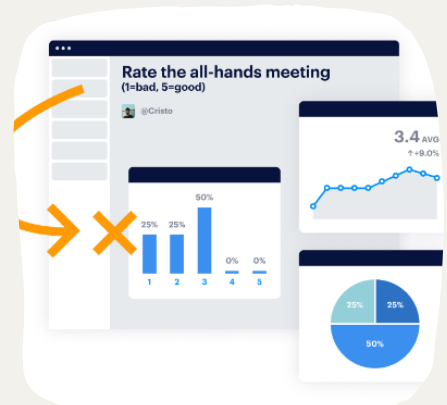 Rate the all-hands meeting
(1=bad, 5=good)
@Cristo
3.4 AVG
↑+9.0%
50%
25% 25%
0% 0%
1 2 3 4 5
25% 25%
50%